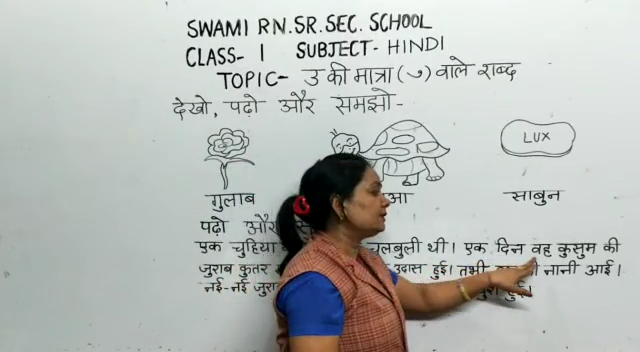 SWAMI R.N.SR.SEC. SCHOOL
CLASS- 1 SUBJECT- HINDI
TOPIC- उ की मात्रा ( ु ) वाले शब्द
देखो, पढ़ो और समझो-
LUX
गुलाब साबुन
पढ़ो और
एक चुहिया चुलबुली थी। एक दिन वह कुसुम की
जुराब कुतर उदास हुई। तभी नानी आई।
नई-नई हुई।